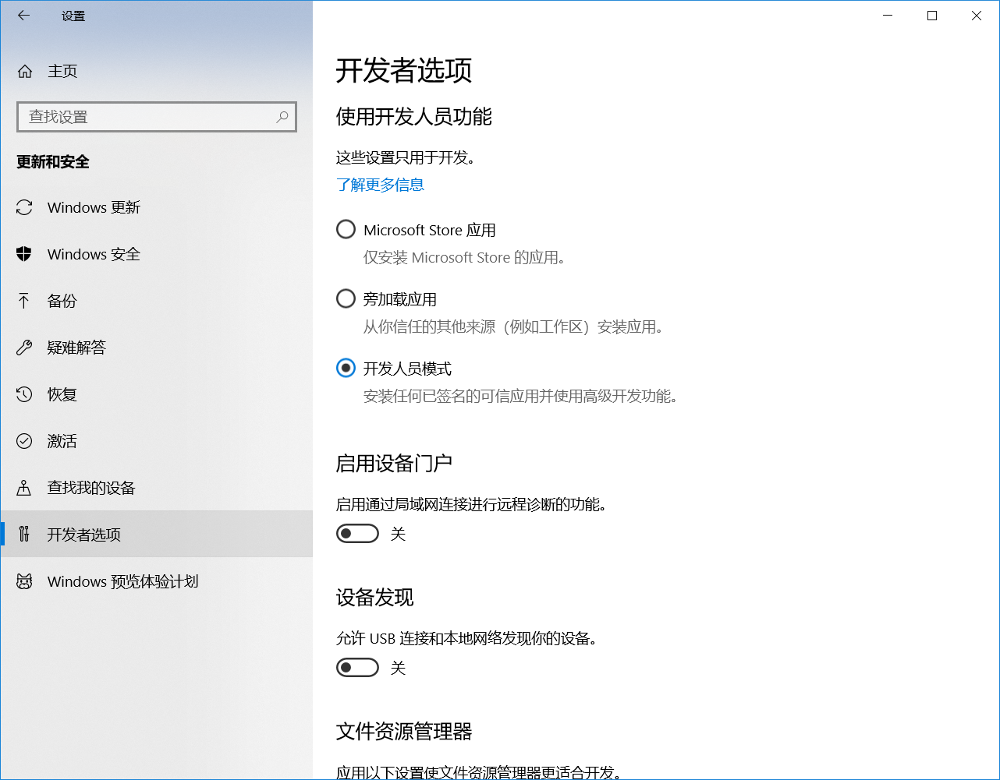 设置
主页
查找设置
更新和安全
Windows 更新
Windows 安全
备份
疑难解答
恢复
激活
查找我的设备
开发者选项
Windows 预览体验计划
开发者选项
使用开发人员功能
这些设置只用于开发。
了解更多信息
Microsoft Store 应用
仅安装 Microsoft Store 的应用。
旁加载应用
从你信任的其他来源（例如工作区）安装应用。
开发人员模式
安装任何已签名的可信应用并使用高级开发功能。
启用设备门户
启用通过局域网连接进行远程诊断的功能。
关
设备发现
允许 USB 连接和本地网络发现你的设备。
关
文件资源管理器
应用以下设置使文件资源管理器更适合开发。